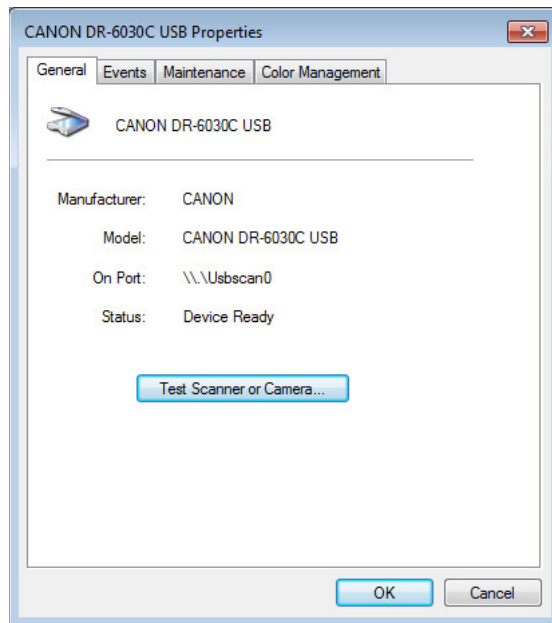 CANON DR-6030C USB Properties
General Events Maintenance Color Management
CANON DR-6030C USB
Manufacturer: CANON
Model: CANON DR-6030C USB
On Port: \\.\Usbscan0
Status: Device Ready
Test Scanner or Camera...
OK Cancel